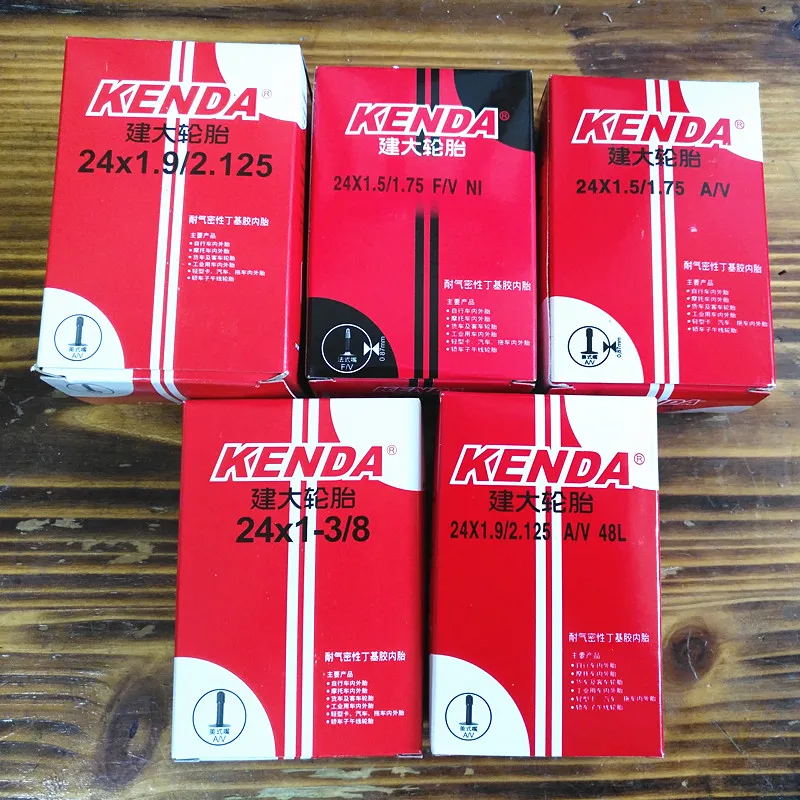 KENDA®
建大轮胎
24x1.9/2.125
耐气密性丁基胶内胎
主要产品
自行车内外胎
摩托车内外胎
货车及客车轮胎
工业用车内外胎
轻型卡、汽车、拖车内外胎
轿车子午线轮胎
美式嘴
A/V
KENDA®
建大轮胎
24X1.5/1.75 F/V NI
耐气密性丁基胶内胎
主要产品
自行车内外胎
摩托车内外胎
货车及客车轮胎
工业用车内外胎
轻型卡、汽车、拖车内外胎
轿车子午线轮胎
法式嘴
F/V
0.87mm
KENDA®
建大轮胎
24X1.5/1.75 A/V
耐气密性丁基胶内胎
主要产品
自行车内外胎
摩托车内外胎
货车及客车轮胎
工业用车内外胎
轻型卡、汽车、拖车内外胎
轿车子午线轮胎
美式嘴
A/V
0.87mm
KENDA®
建大轮胎
24x1-3/8
耐气密性丁基胶内胎
主要产品
自行车内外胎
摩托车内外胎
货车及客车轮胎
工业用车内外胎
轻型卡、汽车、拖车内外胎
轿车子午线轮胎
美式嘴
A/V
KENDA®
建大轮胎
24X1.9/2.125 A/V 48L
耐气密性丁基胶内胎
主要产品
自行车内外胎
摩托车内外胎
货车及客车轮胎
工业用车内外胎
轻型卡、汽车、拖车内外胎
轿车子午线轮胎
美式嘴
A/V